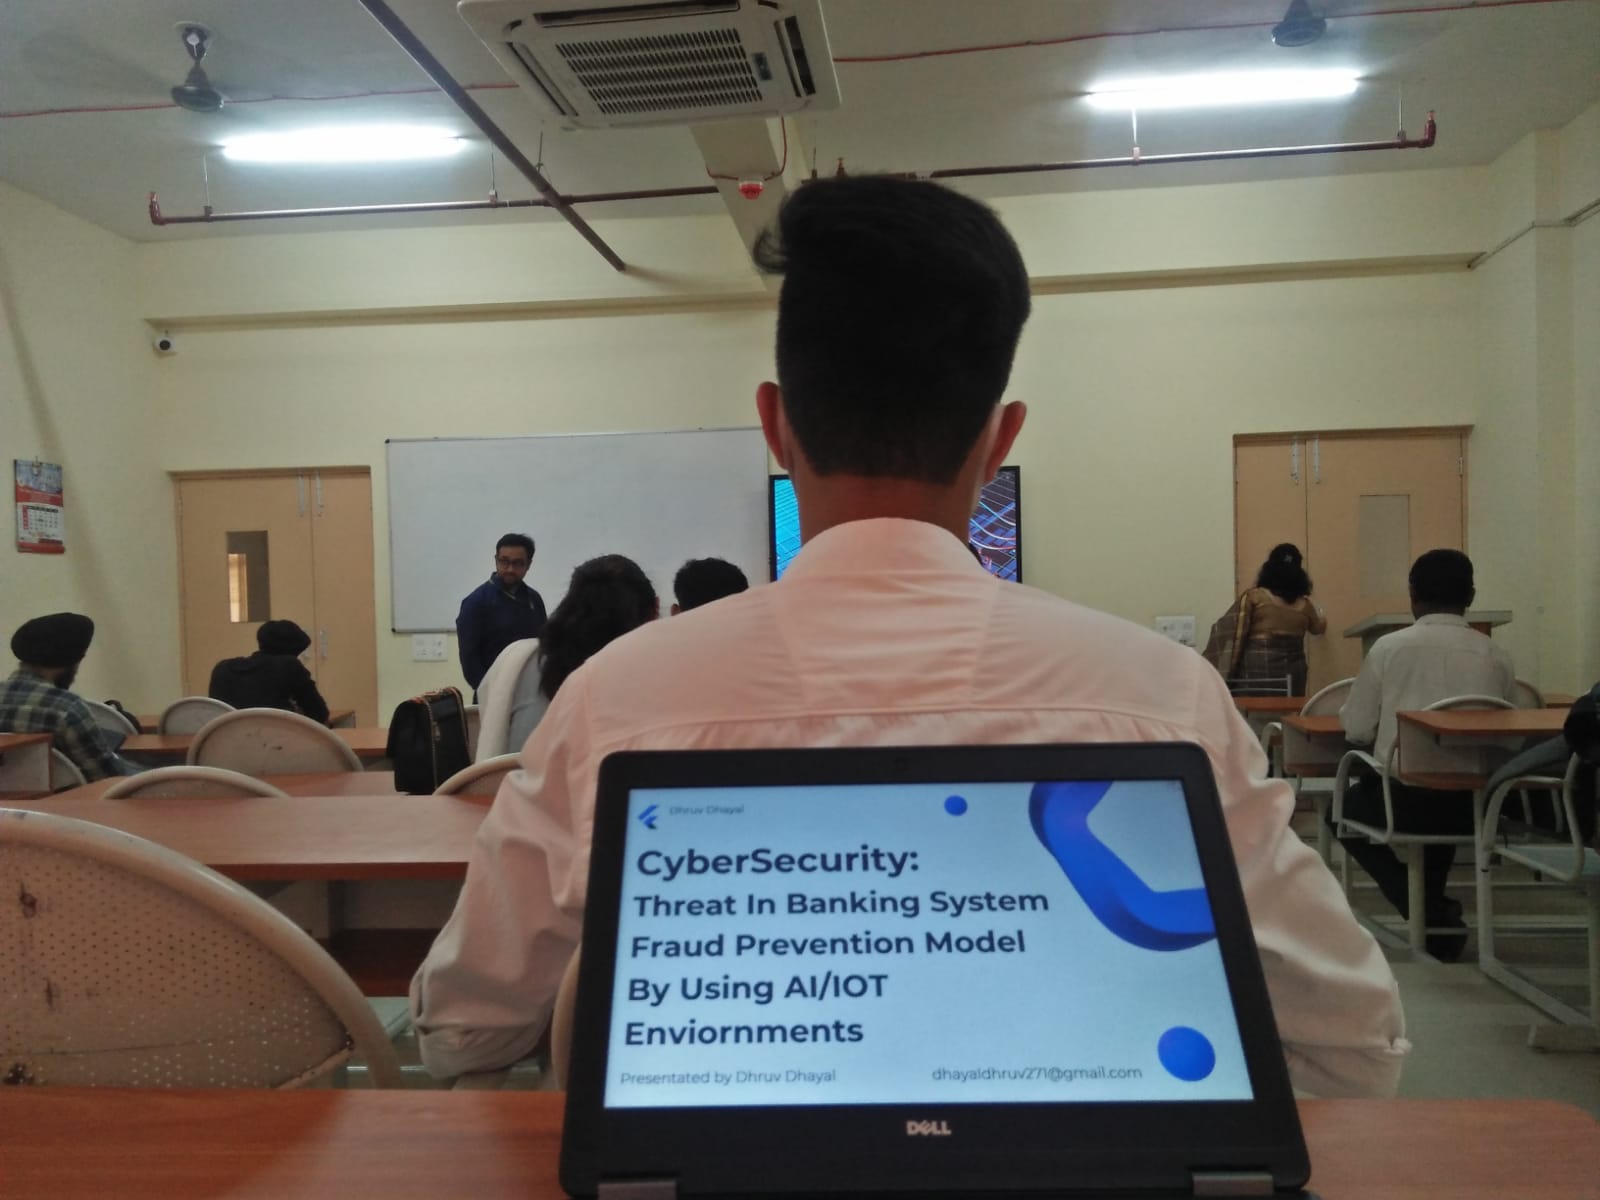 Dhruv Dhayal
CyberSecurity:
Threat In Banking System
Fraud Prevention Model
By Using AI/IOT
Enviornments
Presentated by Dhruv Dhayal
dhayaldhruv271@gmail.com
DELL